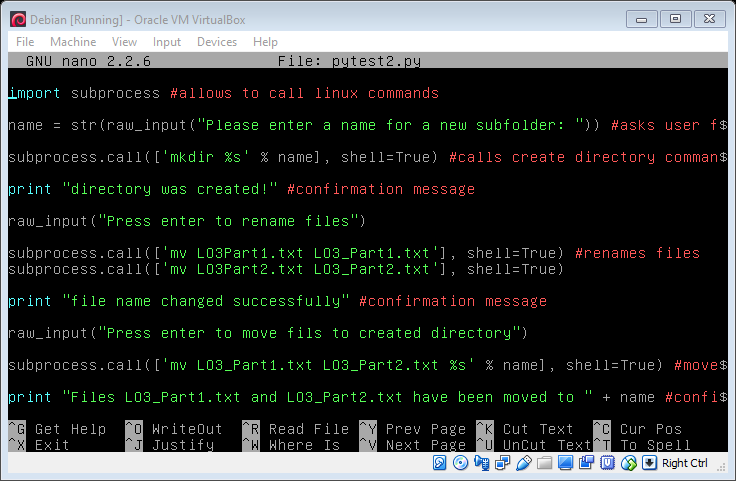 Debian [Running] - Oracle VM VirtualBox
File Machine View Input Devices Help
GNU nano 2.2.6 File: pytest2.py
import subprocess #allows to call linux commands
name = str(raw_input("Please enter a name for a new subfolder: ")) #asks user f$
subprocess.call(['mkdir %s' % name], shell=True) #calls create directory comman$
print "directory was created!" #confirmation message
raw_input("Press enter to rename files")
subprocess.call(['mv LO3Part1.txt LO3_Part1.txt'], shell=True) #renames files
subprocess.call(['mv LO3Part2.txt LO3_Part2.txt'], shell=True)
print "file name changed successfully" #confirmation message
raw_input("Press enter to move fils to created directory")
subprocess.call(['mv LO3_Part1.txt LO3_Part2.txt %s' % name], shell=True) #move$
print "Files LO3_Part1.txt and LO3_Part2.txt have been moved to " + name #confi$
^G Get Help ^O WriteOut ^R Read File ^Y Prev Page ^K Cut Text ^C Cur Pos
^X Exit ^J Justify ^W Where Is ^V Next Page ^U UnCut Text ^T To Spell
Right Ctrl